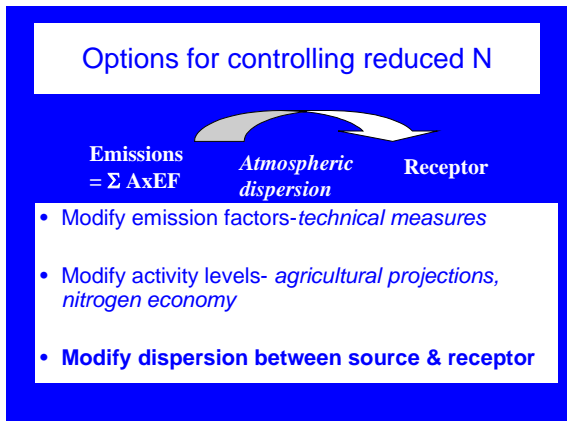 Options for controlling reduced N
Emissions
= Σ AxEF
Atmospheric
dispersion
Receptor
• Modify emission factors-technical measures
• Modify activity levels- agricultural projections,
nitrogen economy
• Modify dispersion between source & receptor